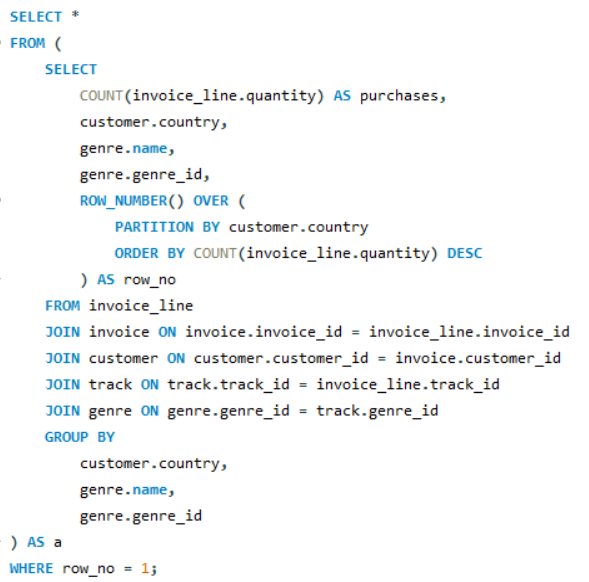 SELECT *
FROM (
SELECT
COUNT(invoice_line.quantity) AS purchases,
customer.country,
genre.name,
genre.genre_id,
ROW_NUMBER() OVER (
PARTITION BY customer.country
ORDER BY COUNT(invoice_line.quantity) DESC
) AS row_no
FROM invoice_line
JOIN invoice ON invoice.invoice_id = invoice_line.invoice_id
JOIN customer ON customer.customer_id = invoice.customer_id
JOIN track ON track.track_id = invoice_line.track_id
JOIN genre ON genre.genre_id = track.genre_id
GROUP BY
customer.country,
genre.name,
genre.genre_id
) AS a
WHERE row_no = 1;